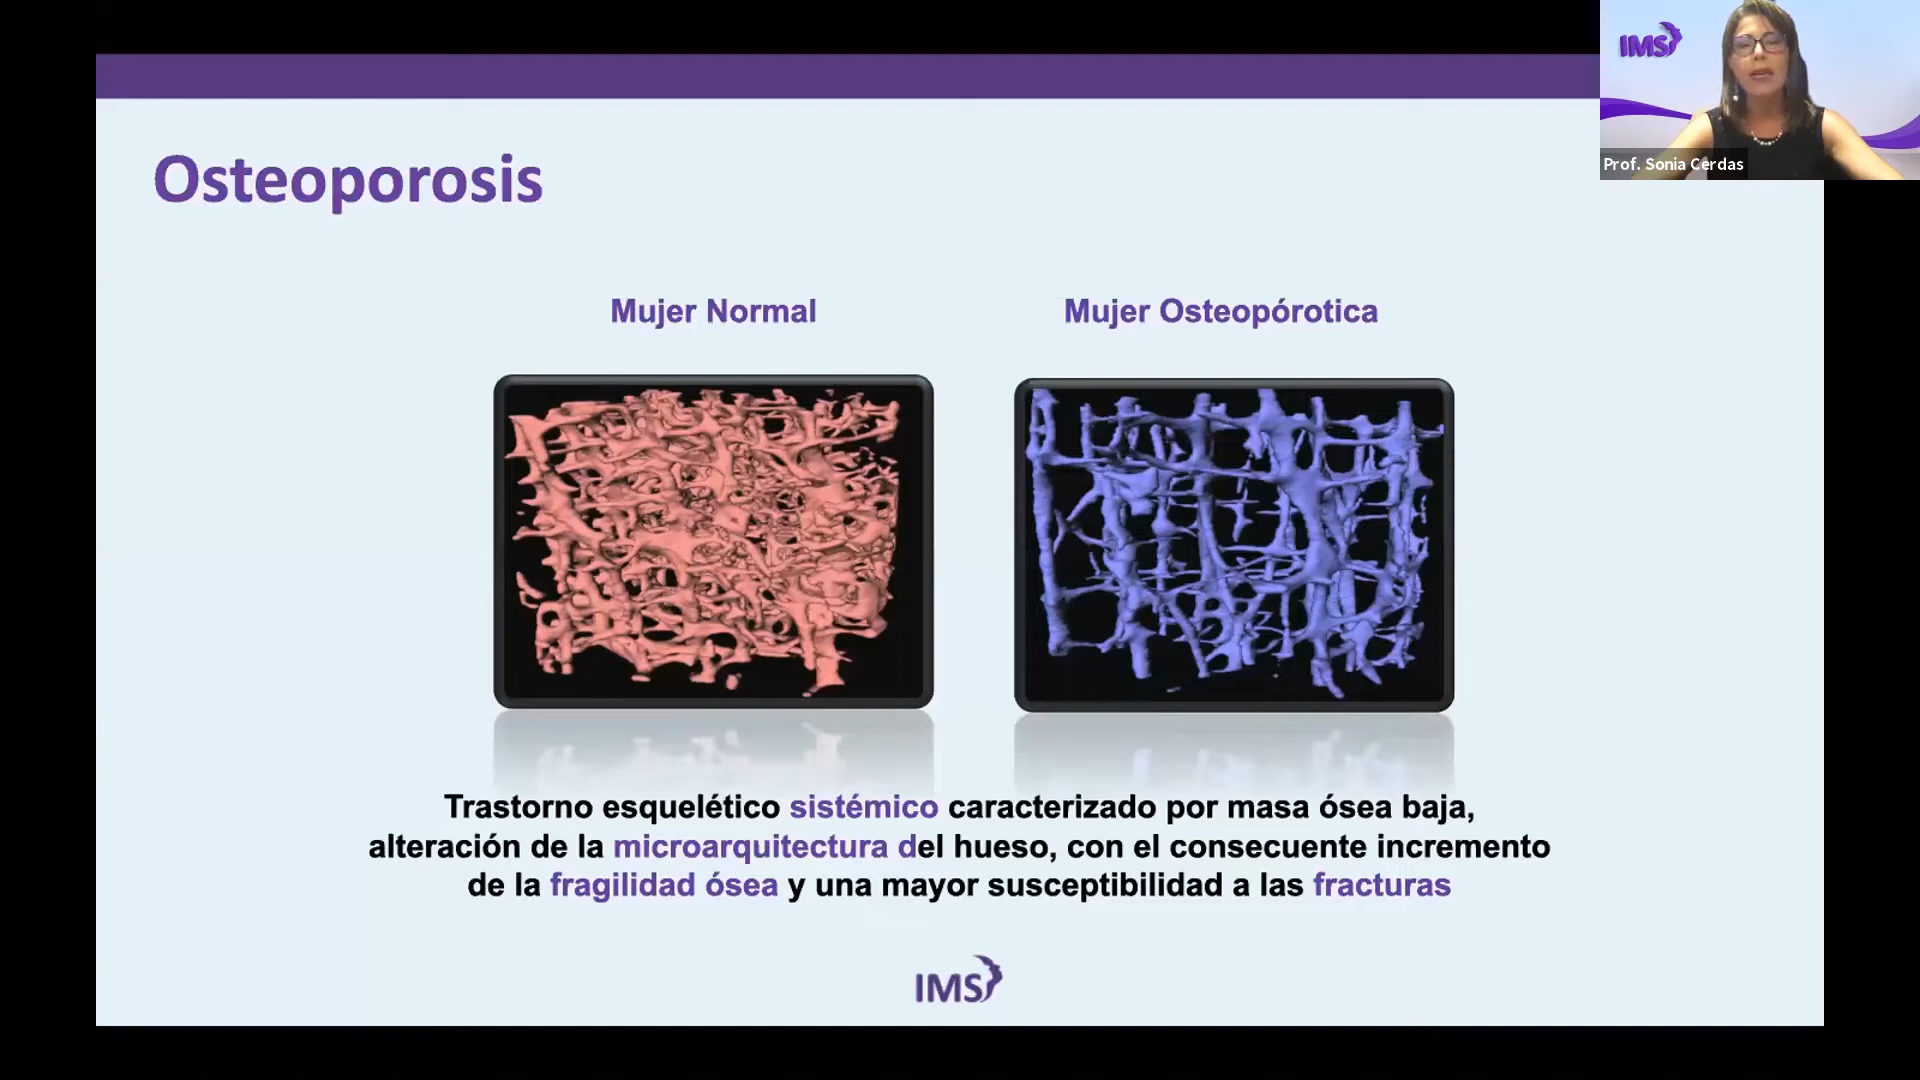 IMS
Prof. Sonia Cerdas
Osteoporosis
Mujer Normal
Mujer Osteopórotica
Trastorno esquelético sistémico caracterizado por masa ósea baja,
alteración de la microarquitectura del hueso, con el consecuente incremento
de la fragilidad ósea y una mayor susceptibilidad a las fracturas
IMS